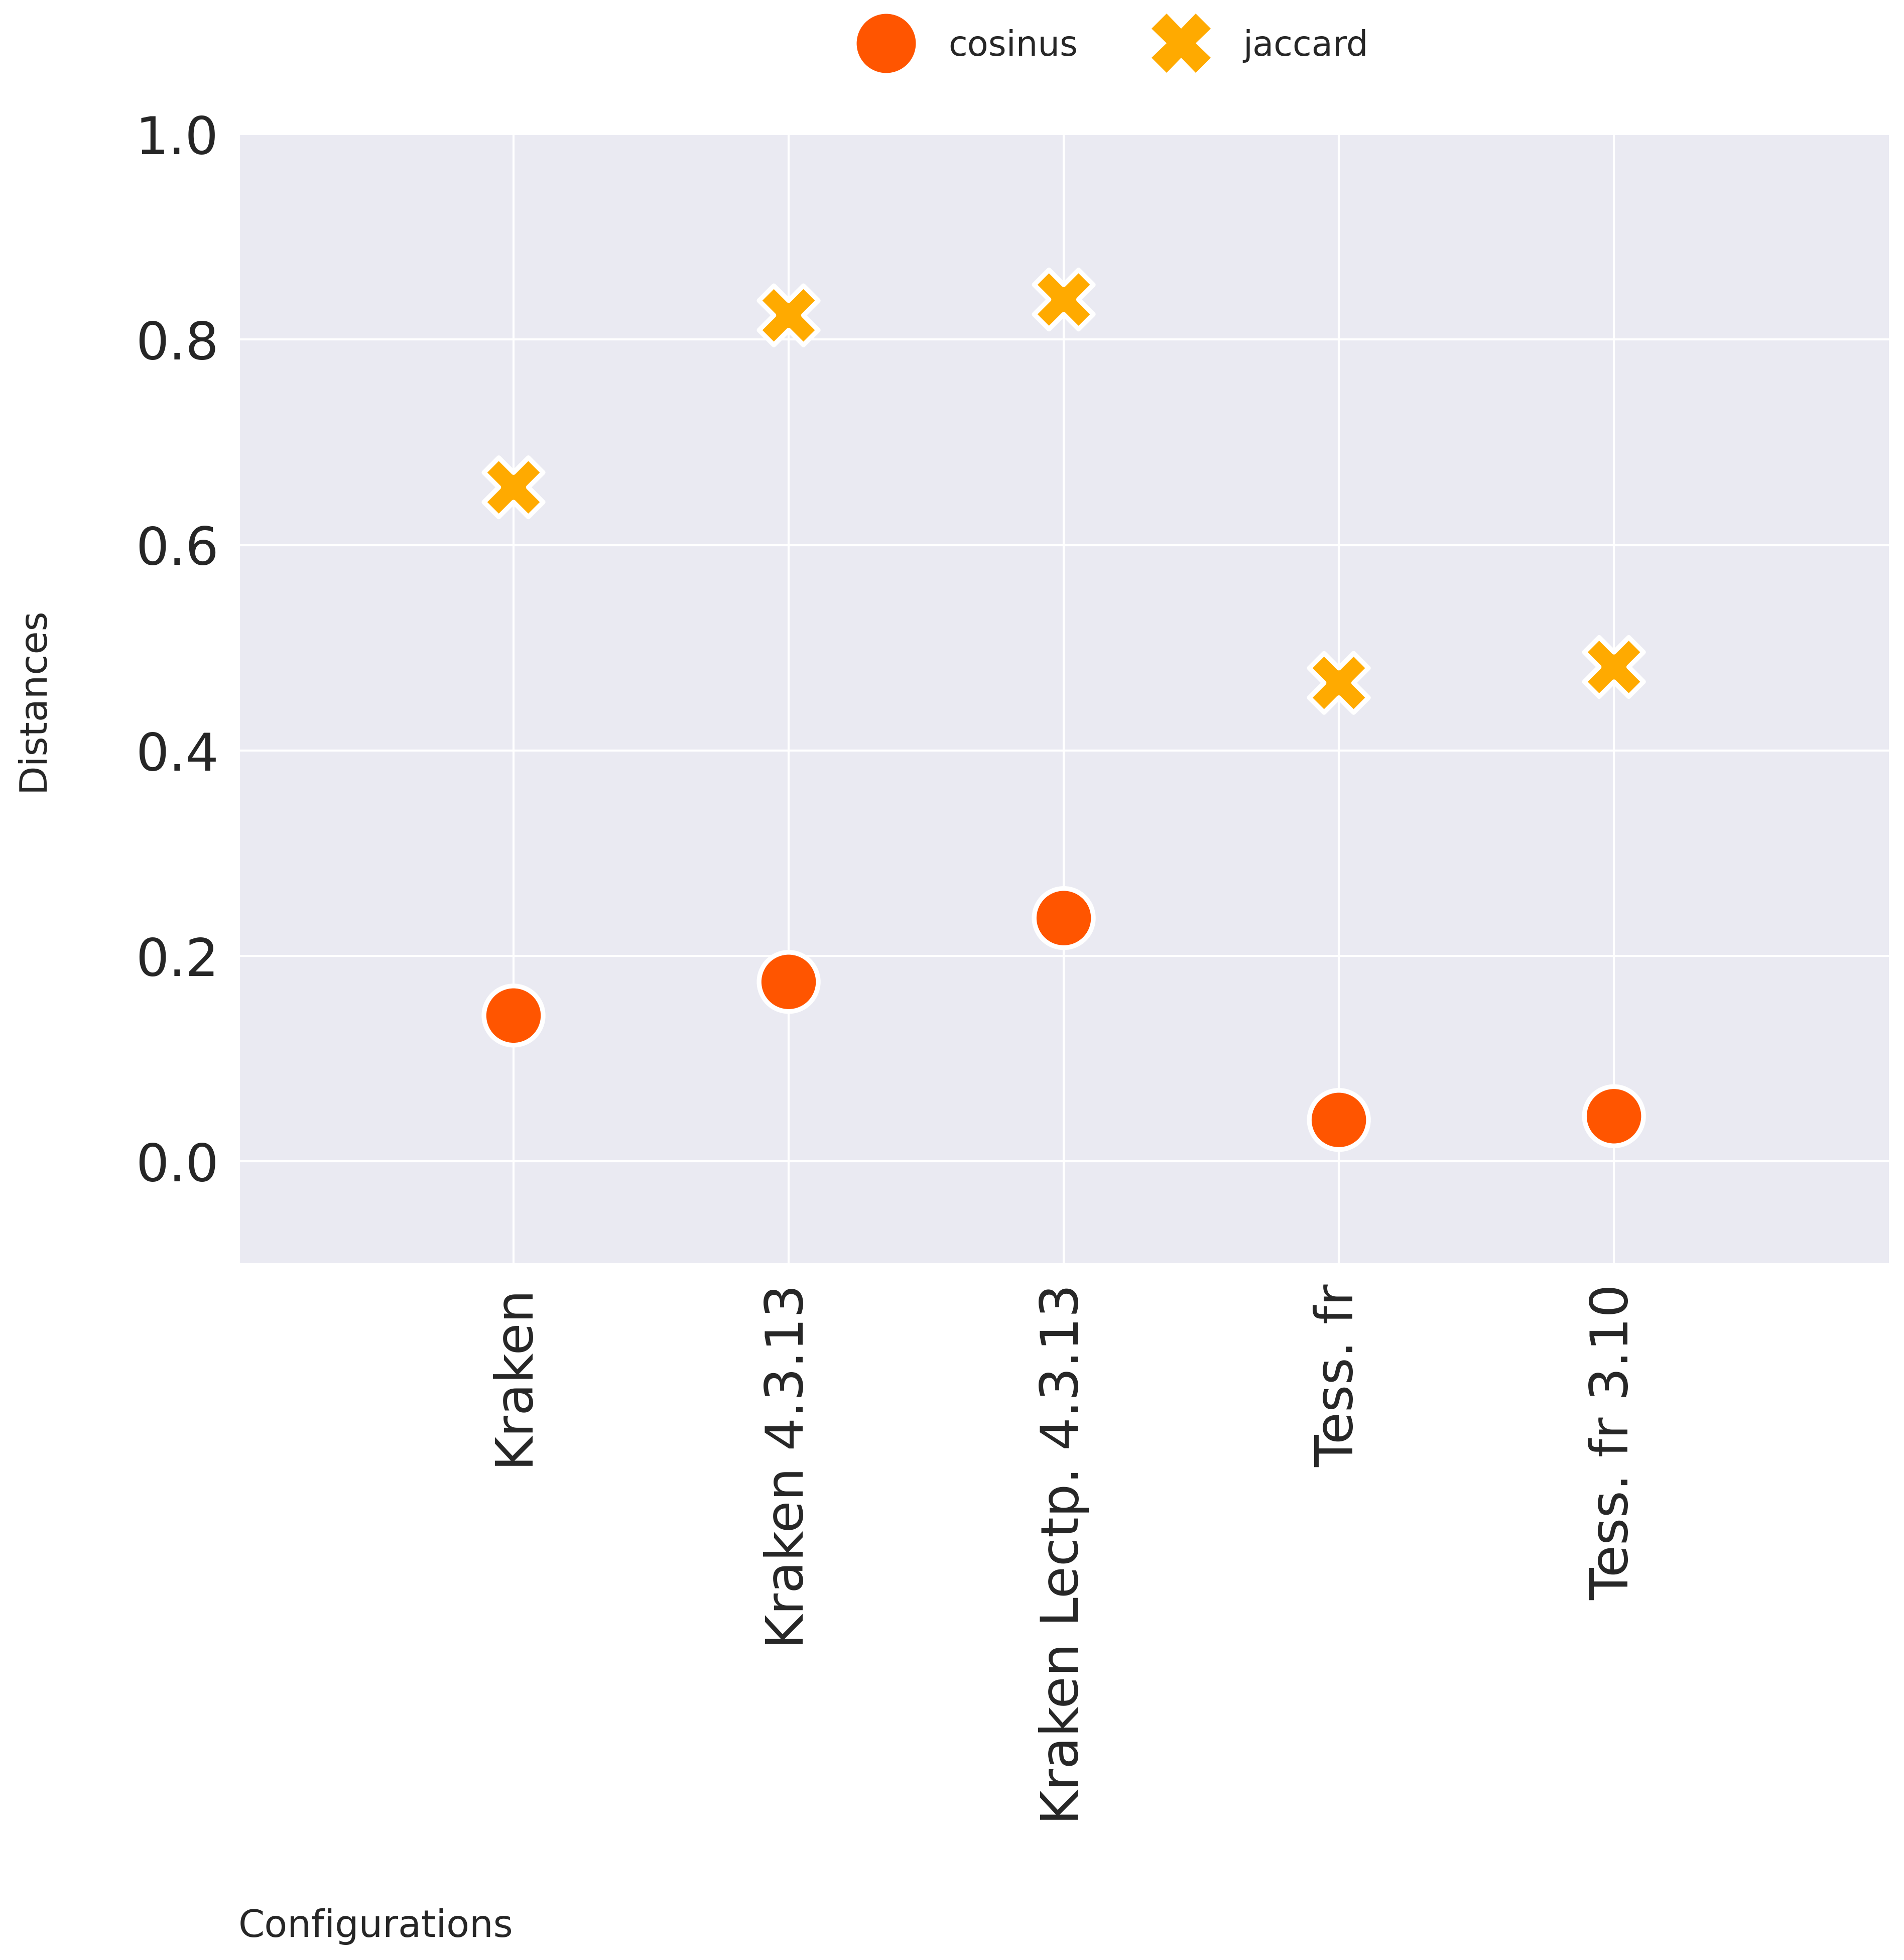 cosinus jaccard
1.0
0.8
0.6
0.4
0.2
0.0
Distances
Kraken
Kraken 4.3.13
Kraken Lectp. 4.3.13
Tess. fr
Tess. fr 3.10
Configurations